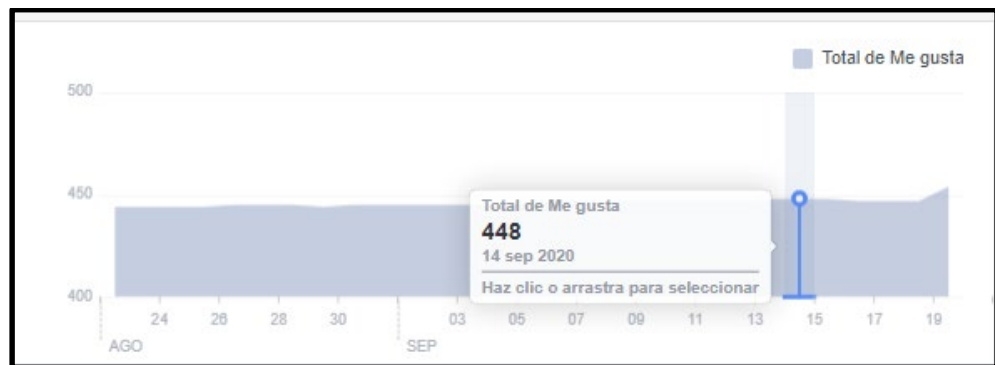 Total de Me gusta
500
450
Total de Me gusta
448
14 sep 2020
Haz clic o arrastra para seleccionar
400
24 26 28 30 03 05 07 09 11 13 15 17 19
AGO SEP